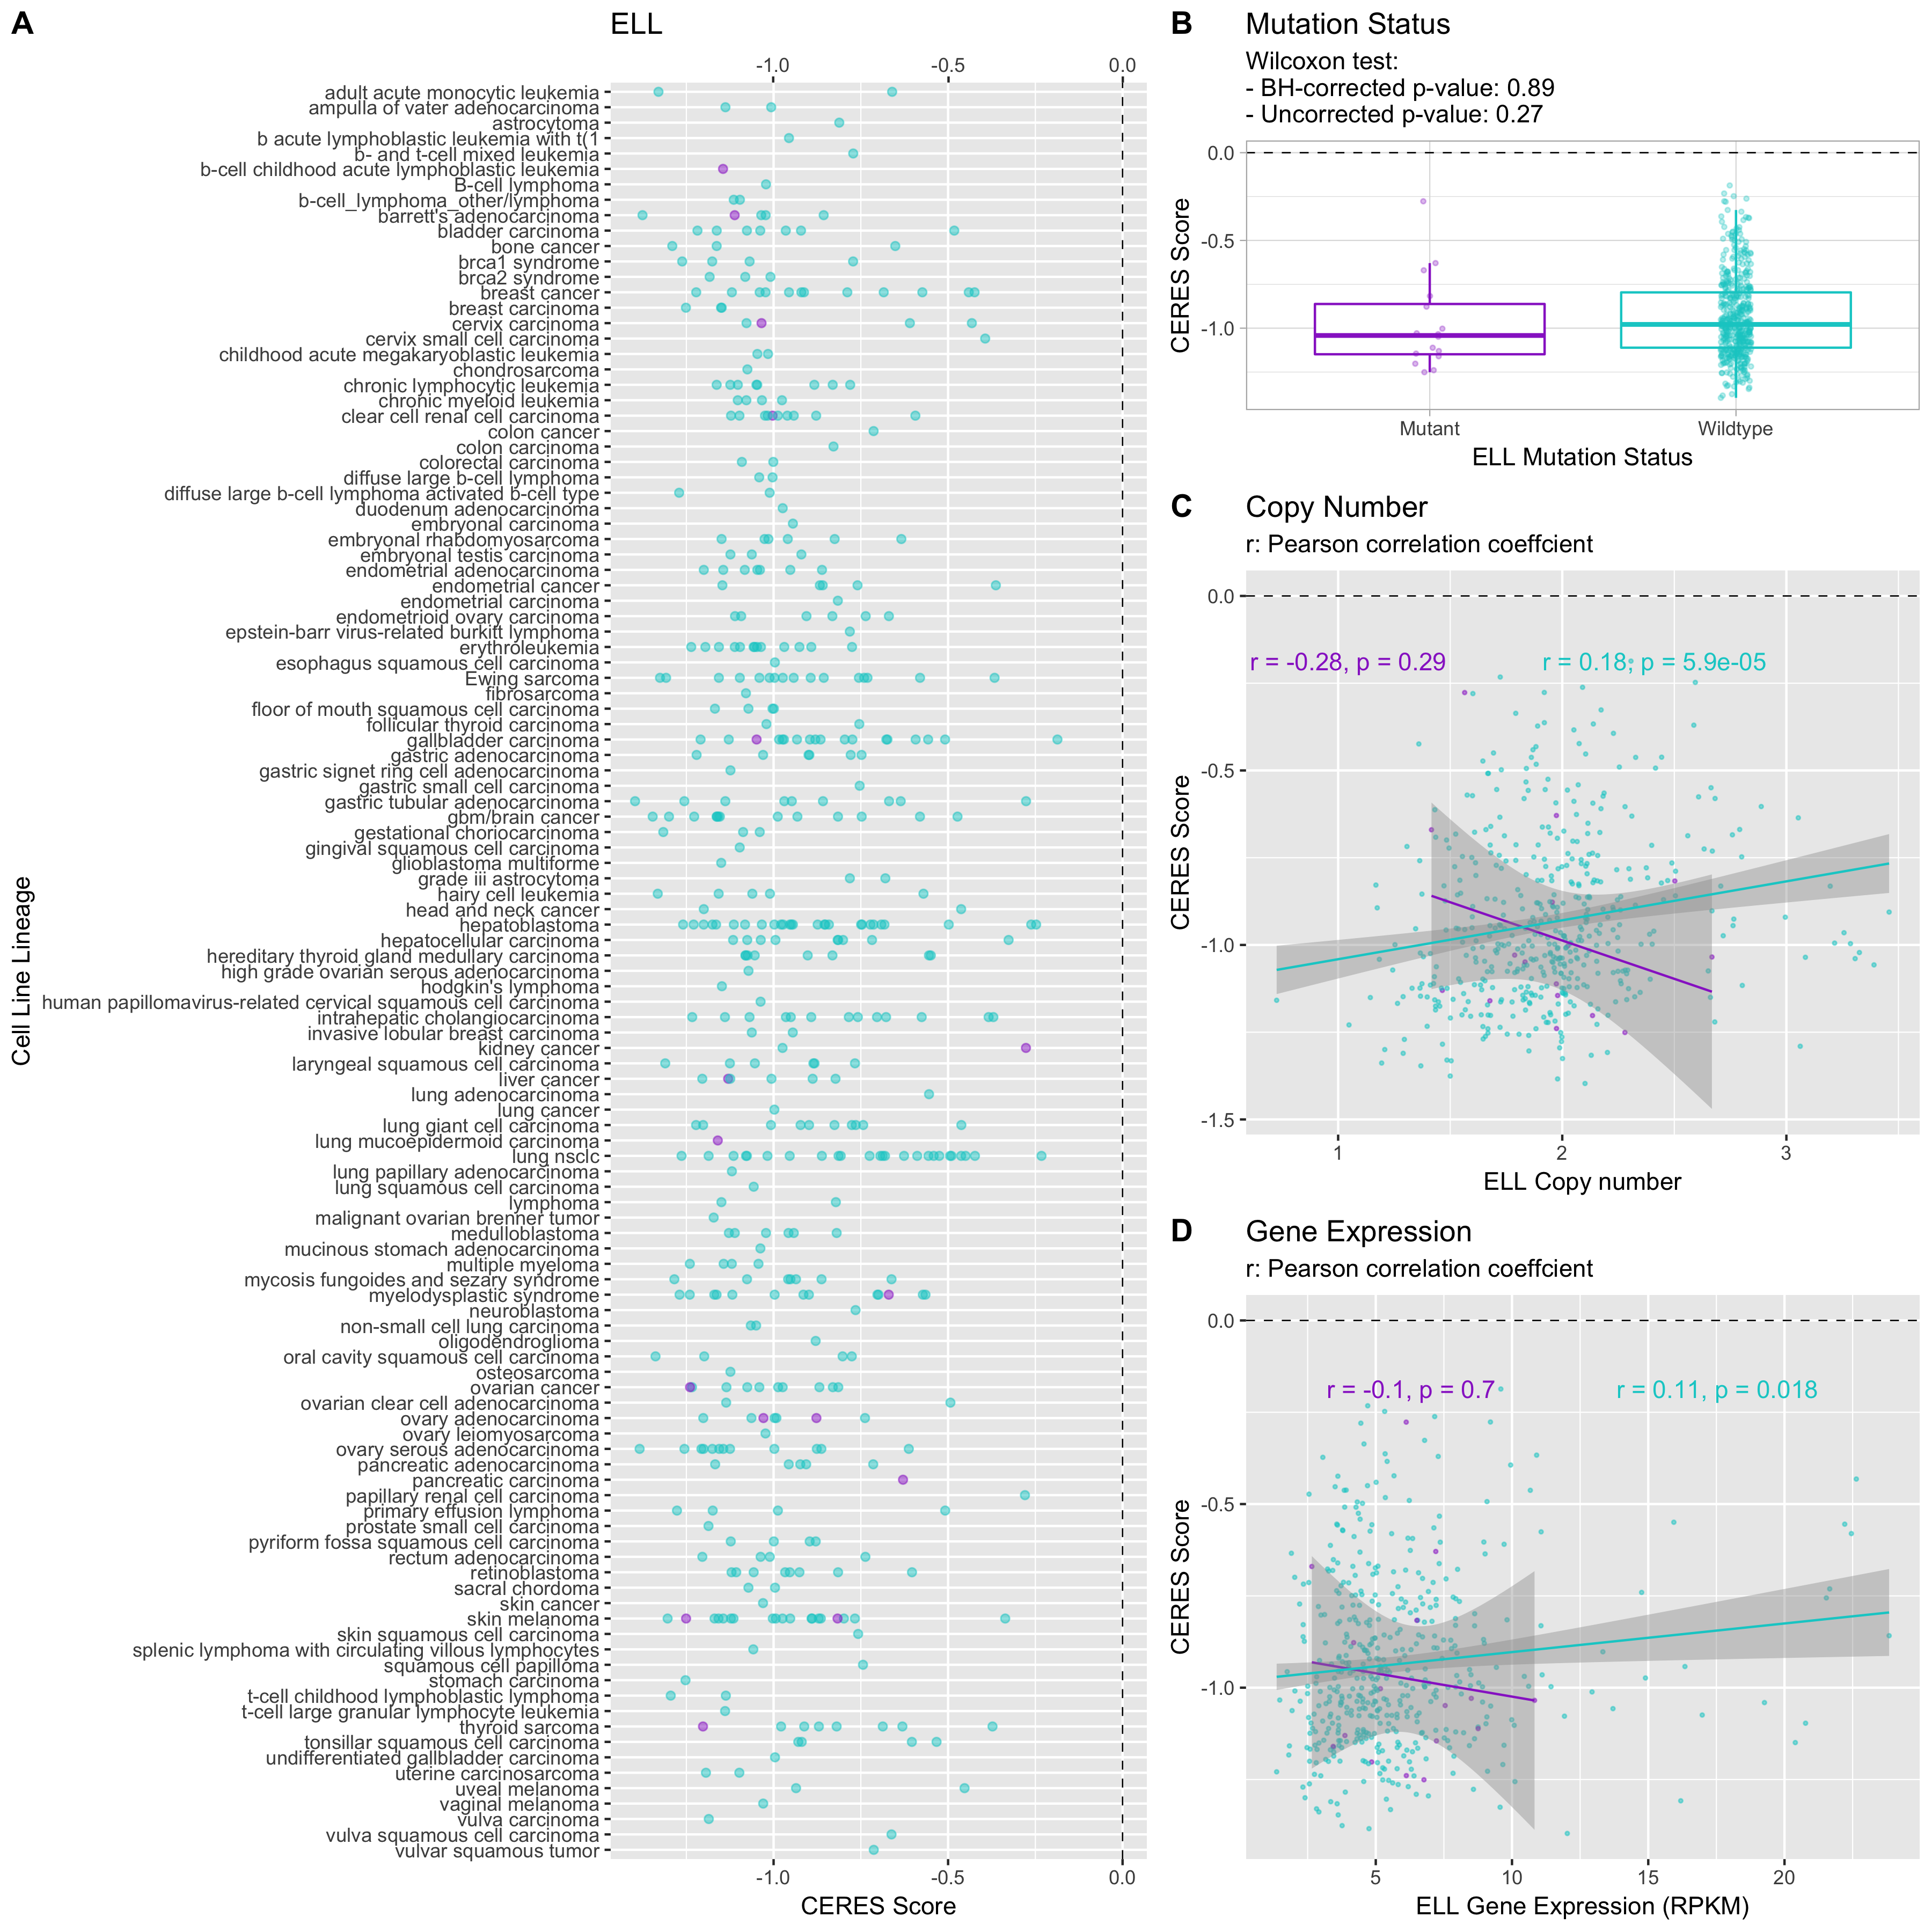 A
ELL
-1.0
-0.5
0.0
adult acute monocytic leukemia
ampulla of vater adenocarcinoma
astrocytoma
b acute lymphoblastic leukemia with t(1
b- and t-cell mixed leukemia
b-cell childhood acute lymphoblastic leukemia
B-cell lymphoma
b-cell_lymphoma_other/lymphoma
barrett's adenocarcinoma
bladder carcinoma
bone cancer
brca1 syndrome
brca2 syndrome
breast cancer
breast carcinoma
cervix carcinoma
cervix small cell carcinoma
childhood acute megakaryoblastic leukemia
chondrosarcoma
chronic lymphocytic leukemia
chronic myeloid leukemia
clear cell renal cell carcinoma
colon cancer
colon carcinoma
colorectal carcinoma
diffuse large b-cell lymphoma
diffuse large b-cell lymphoma activated b-cell type
duodenum adenocarcinoma
embryonal carcinoma
embryonal rhabdomyosarcoma
embryonal testis carcinoma
endometrial adenocarcinoma
endometrial cancer
endometrial carcinoma
endometrioid ovary carcinoma
epstein-barr virus-related burkitt lymphoma
erythroleukemia
esophagus squamous cell carcinoma
Ewing sarcoma
fibrosarcoma
floor of mouth squamous cell carcinoma
follicular thyroid carcinoma
gallbladder carcinoma
gastric adenocarcinoma
gastric signet ring cell adenocarcinoma
gastric small cell carcinoma
gastric tubular adenocarcinoma
gbm/brain cancer
gestational choriocarcinoma
gingival squamous cell carcinoma
glioblastoma multiforme
grade iii astrocytoma
hairy cell leukemia
head and neck cancer
hepatoblastoma
hepatocellular carcinoma
hereditary thyroid gland medullary carcinoma
high grade ovarian serous adenocarcinoma
hodgkin's lymphoma
human papillomavirus-related cervical squamous cell carcinoma
intrahepatic cholangiocarcinoma
invasive lobular breast carcinoma
kidney cancer
laryngeal squamous cell carcinoma
liver cancer
lung adenocarcinoma
lung cancer
lung giant cell carcinoma
lung mucoepidermoid carcinoma
lung nsclc
lung papillary adenocarcinoma
lung squamous cell carcinoma
lymphoma
malignant ovarian brenner tumor
medulloblastoma
mucinous stomach adenocarcinoma
multiple myeloma
mycosis fungoides and sezary syndrome
myelodysplastic syndrome
neuroblastoma
non-small cell lung carcinoma
oligodendroglioma
oral cavity squamous cell carcinoma
osteosarcoma
ovarian cancer
ovarian clear cell adenocarcinoma
ovary adenocarcinoma
ovary leiomyosarcoma
ovary serous adenocarcinoma
pancreatic adenocarcinoma
pancreatic carcinoma
papillary renal cell carcinoma
primary effusion lymphoma
prostate small cell carcinoma
pyriform fossa squamous cell carcinoma
rectum adenocarcinoma
retinoblastoma
sacral chordoma
skin cancer
skin melanoma
skin squamous cell carcinoma
splenic lymphoma with circulating villous lymphocytes
squamous cell papilloma
stomach carcinoma
t-cell childhood lymphoblastic lymphoma
t-cell large granular lymphocyte leukemia
thyroid sarcoma
tonsillar squamous cell carcinoma
undifferentiated gallbladder carcinoma
uterine carcinosarcoma
uveal melanoma
vaginal melanoma
vulva carcinoma
vulva squamous cell carcinoma
vulvar squamous tumor
-1.0
-0.5
0.0
CERES Score
Cell Line Lineage
B
Mutation Status
Wilcoxon test:
- BH-corrected p-value: 0.89
- Uncorrected p-value: 0.27
0.0
-0.5
-1.0
CERES Score
Mutant
Wildtype
ELL Mutation Status
C
Copy Number
r: Pearson correlation coeffcient
0.0
-0.5
-1.0
-1.5
CERES Score
r = -0.28, p = 0.29
r = 0.18, p = 5.9e-05
1
2
3
ELL Copy number
D
Gene Expression
r: Pearson correlation coeffcient
0.0
-0.5
-1.0
CERES Score
r = -0.1, p = 0.7
r = 0.11, p = 0.018
5
10
15
20
ELL Gene Expression (RPKM)